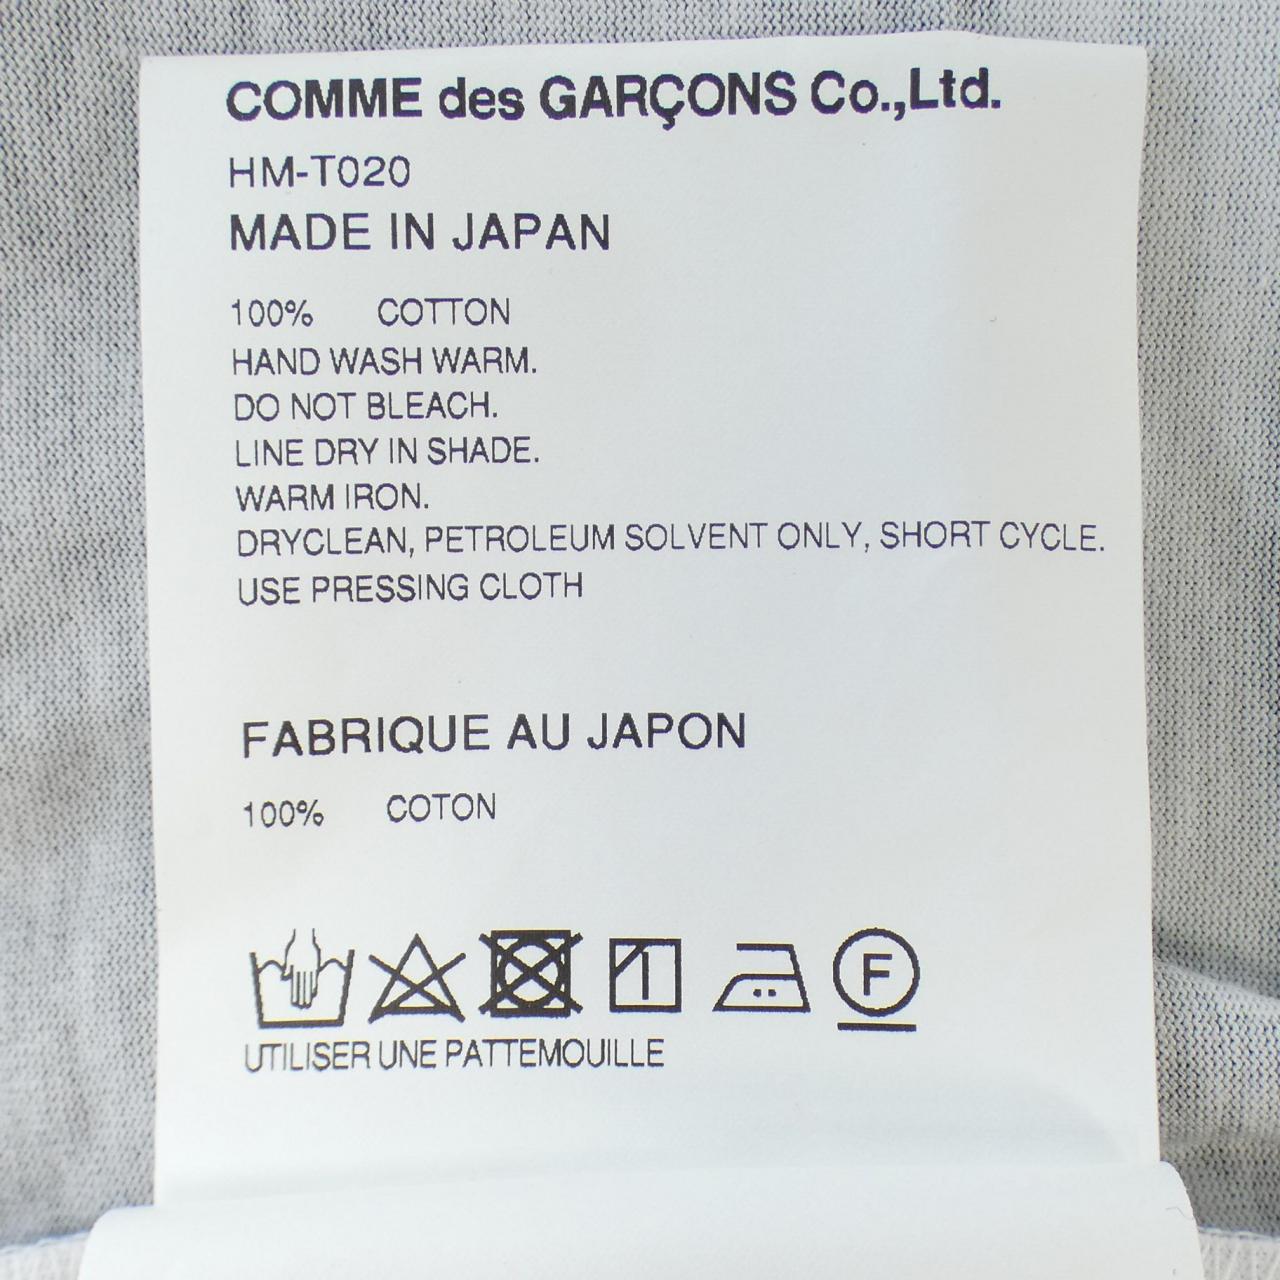 COMME des GARÇONS Co.,Ltd.
HM-T020
MADE IN JAPAN
100% COTTON
HAND WASH WARM.
DO NOT BLEACH.
LINE DRY IN SHADE.
WARM IRON.
DRYCLEAN, PETROLEUM SOLVENT ONLY, SHORT CYCLE.
USE PRESSING CLOTH
FABRIQUE AU JAPON
100% COTON
F
UTILISER UNE PATTEMOUILLE